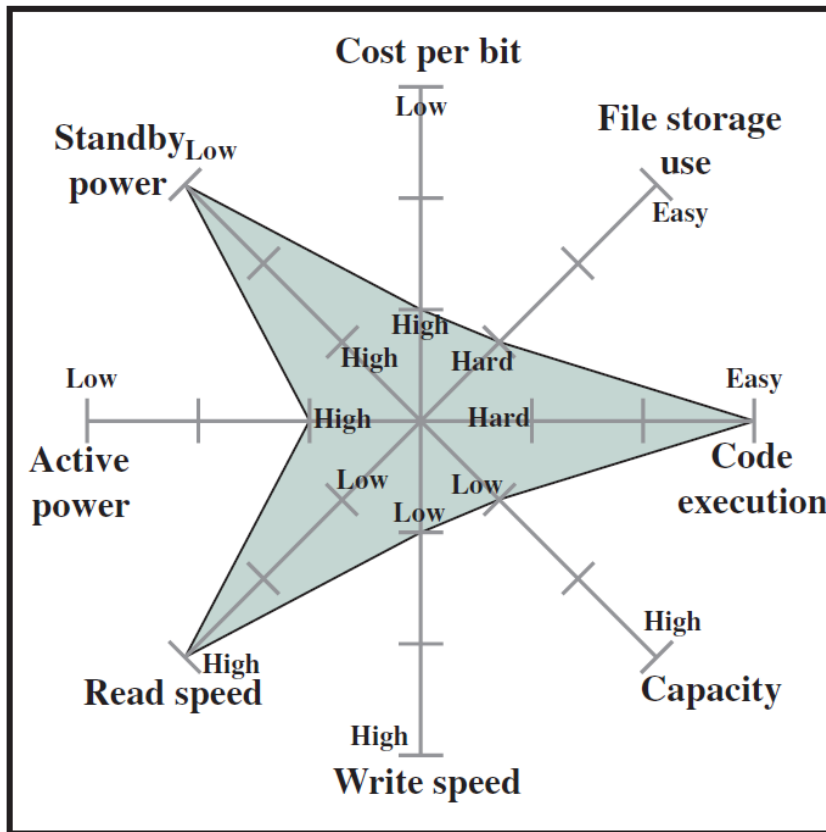 Cost per bit
Low
File storage
use
Easy
Standby
power
Low
High
Hard
High
Low
High
Hard
Easy
Active
power
Code
execution
Low
Low
Low
High
Read speed
High
Capacity
High
Write speed